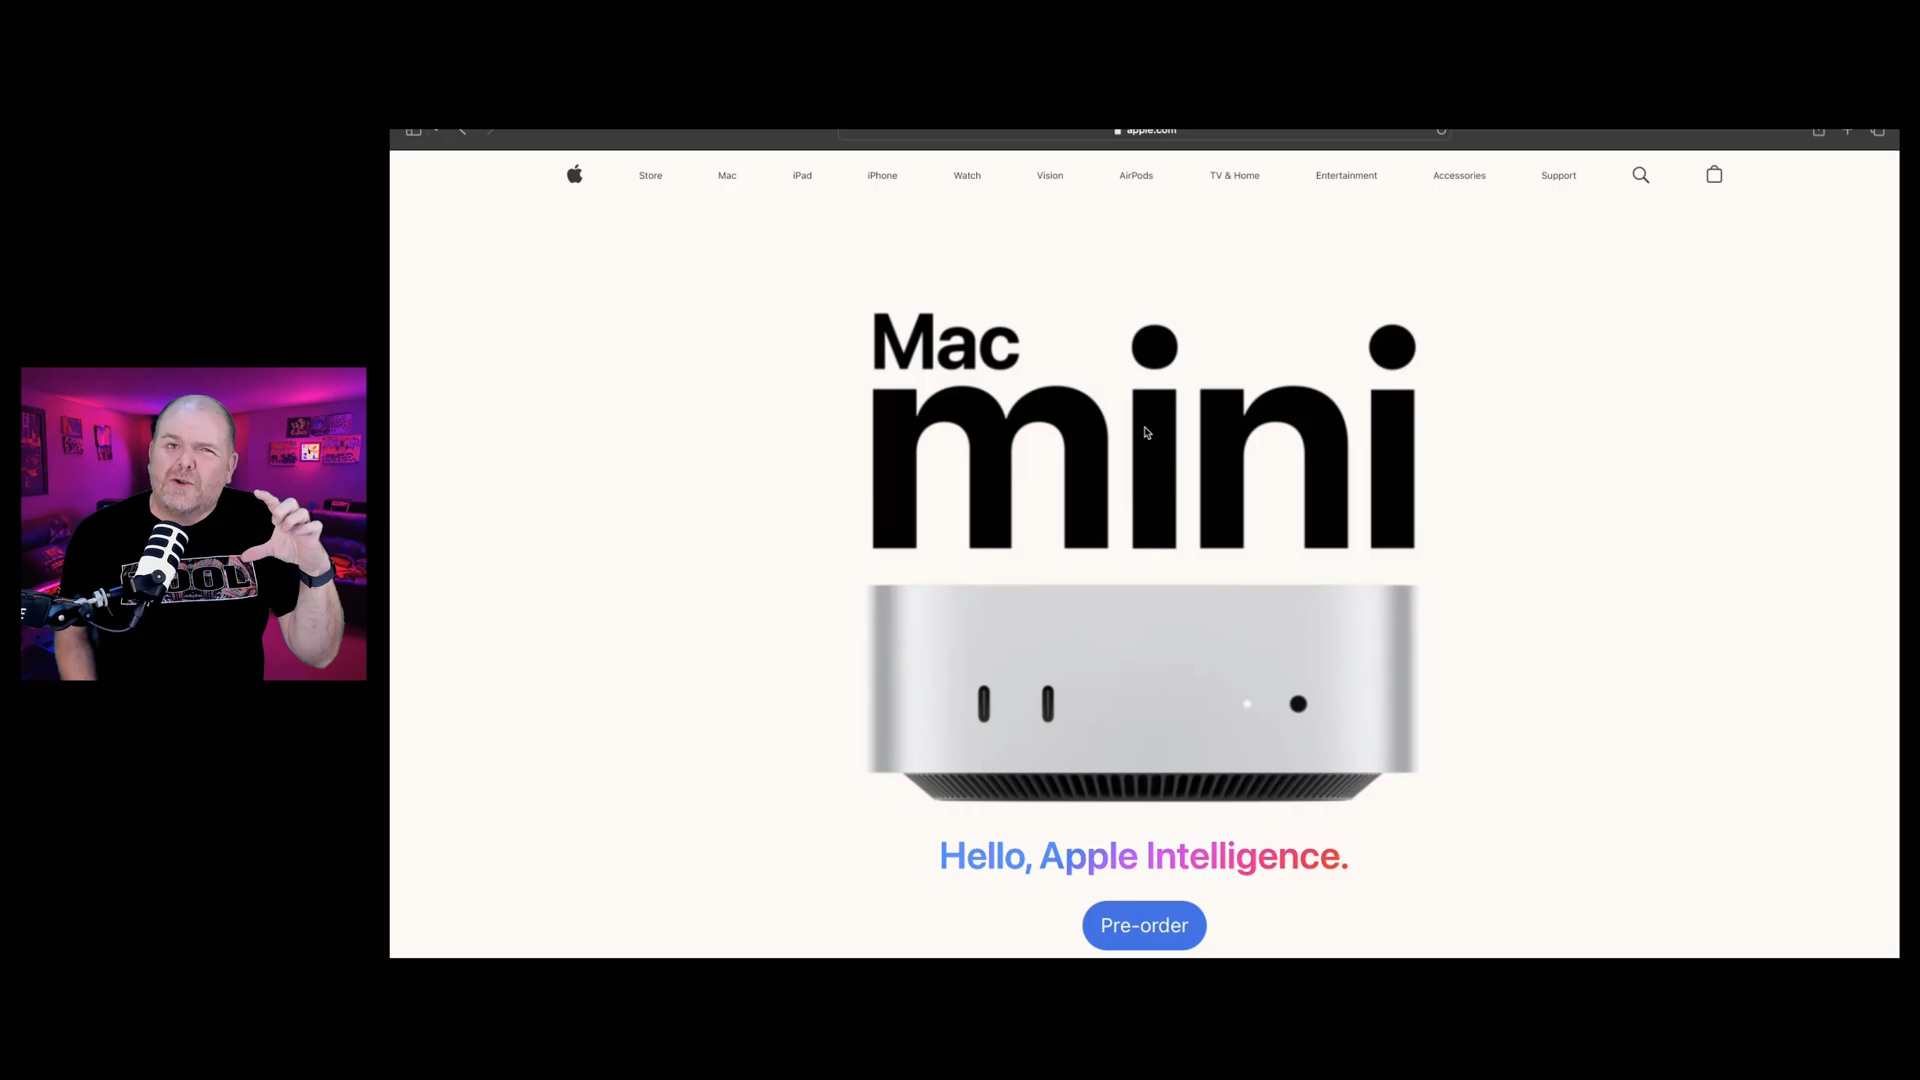 apple.com
Store Mac iPad iPhone Watch Vision AirPods TV & Home Entertainment Accessories Support
Mac
mini
Hello, Apple Intelligence.
Pre-order